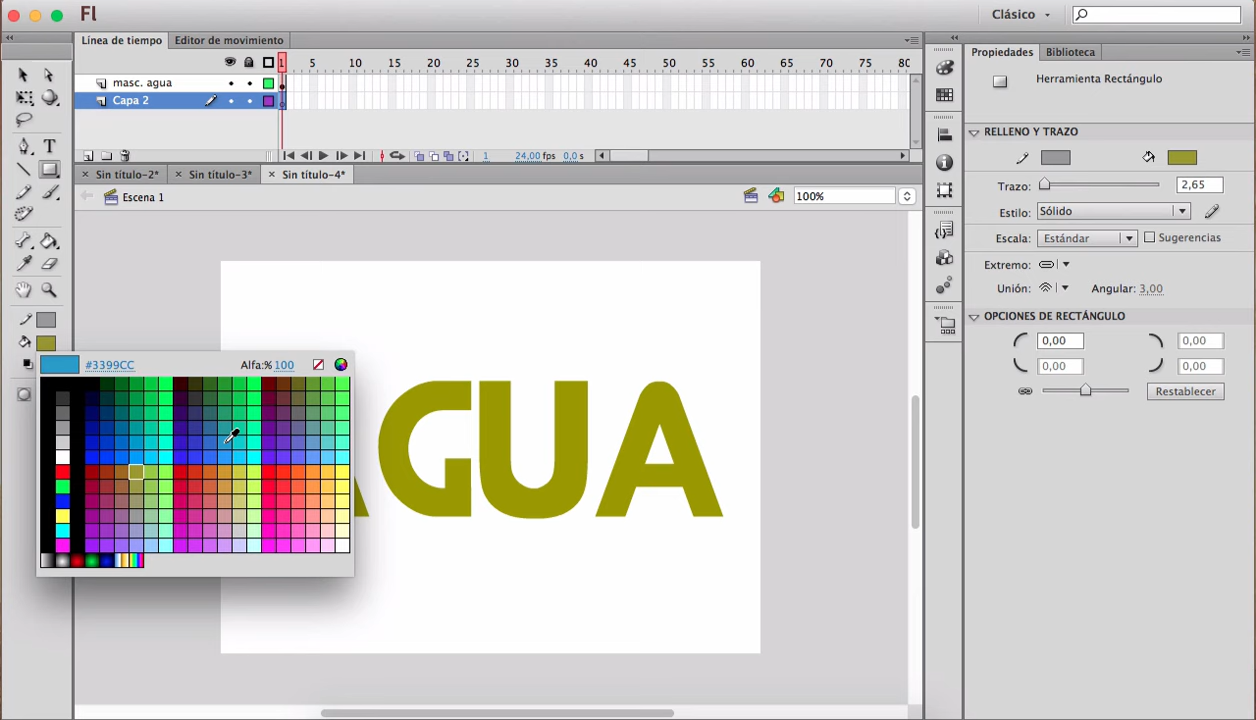 Fl
Clásico
Línea de tiempo
Editor de movimiento
1 5 10 15 20 25 30 35 40 45 50 55 60 65 70 75 80
masc. agua
Capa 2
1 24,00 fps 0,0 s
Sin título-2*
Sin título-3*
Sin título-4*
Escena 1
100%
#3399CC
Alfa:% 100
AGUA
T
Propiedades
Biblioteca
Herramienta Rectángulo
RELLENO Y TRAZO
Trazo: 2,65
Estilo: Sólido
Escala: Estándar Sugerencias
Extremo:
Unión: Angular: 3,00
OPCIONES DE RECTÁNGULO
0,00 0,00
0,00 0,00
Restablecer